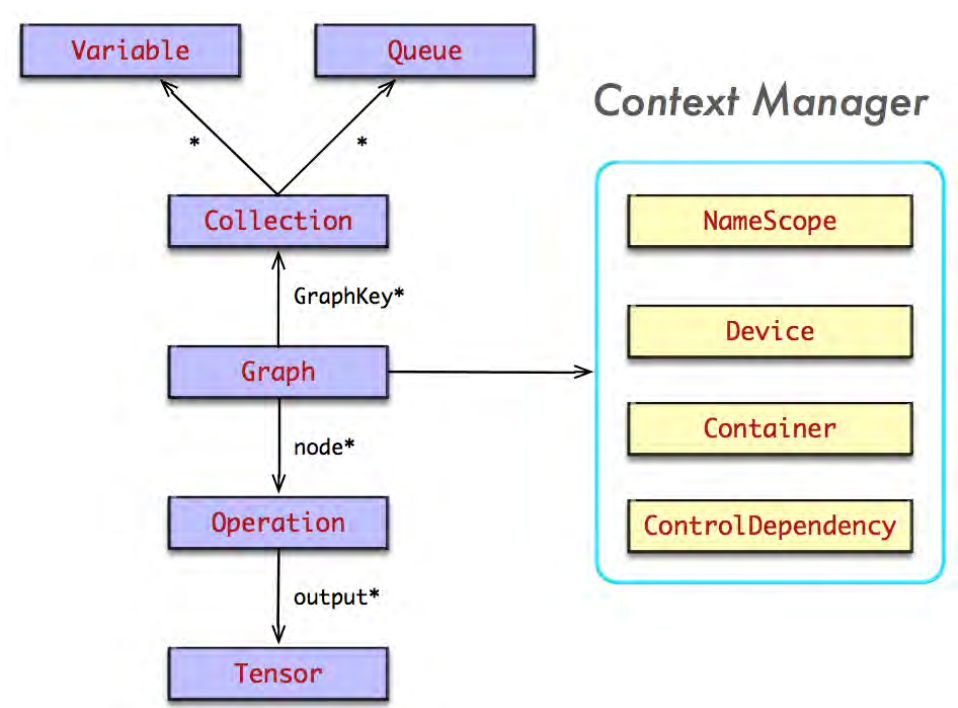 Variable
Queue
Context Manager
*
*
Collection
NameScope
GraphKey*
Device
Graph
node*
Container
Operation
ControlDependency
output*
Tensor